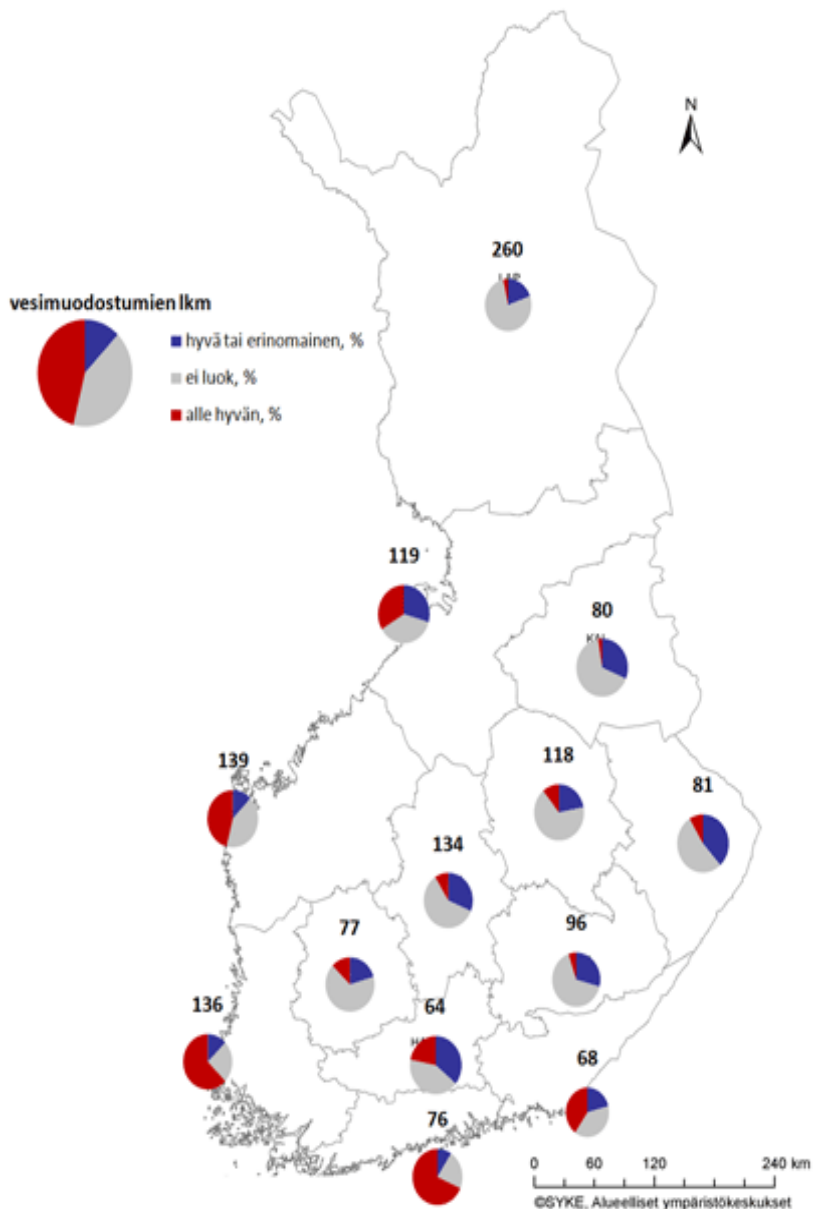 N
260
vesimuodostumien lkm
hyvä tai erinomainen, %
ei luok, %
alle hyvän, %
119
80
139
118
81
134
77
96
136
64
68
76
0 60 120 240 km
©SYKE, Alueelliset ympäristökeskukset